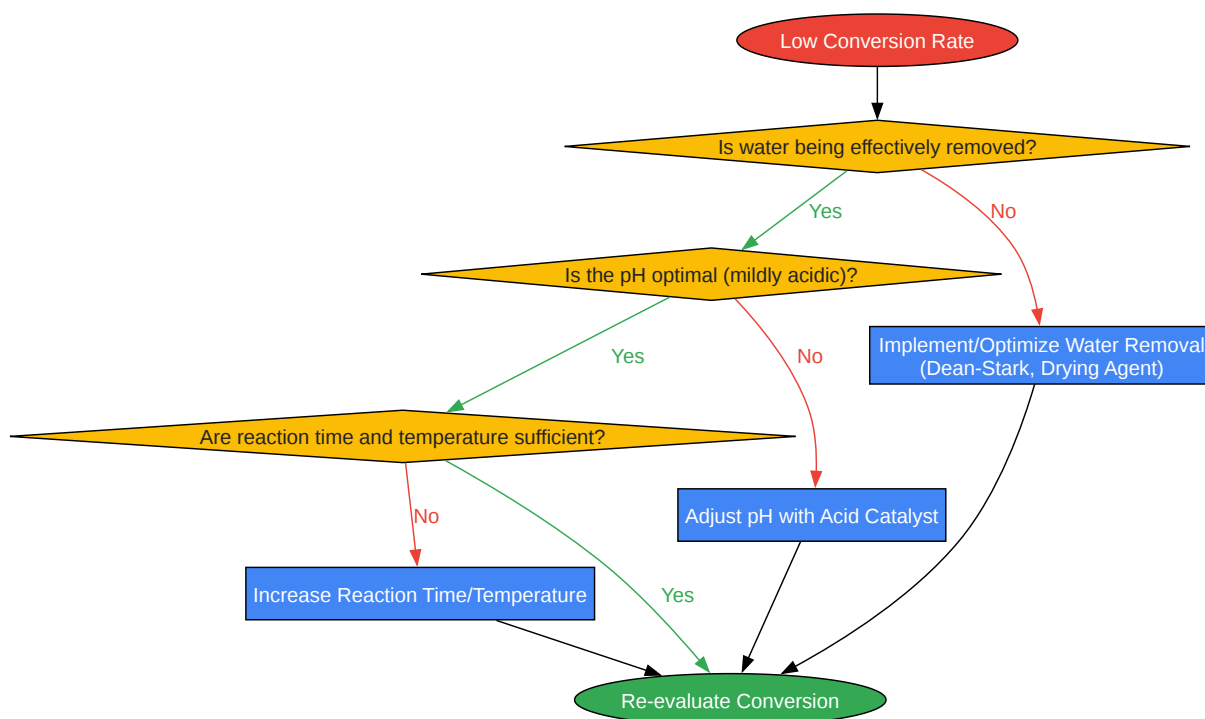 Low Conversion Rate
Is water being effectively removed?
Yes
No
Is the pH optimal (mildly acidic)?
Yes
No
Implement/Optimize Water Removal
(Dean-Stark, Drying Agent)
Are reaction time and temperature sufficient?
No
Adjust pH with Acid Catalyst
Increase Reaction Time/Temperature
Yes
Re-evaluate Conversion